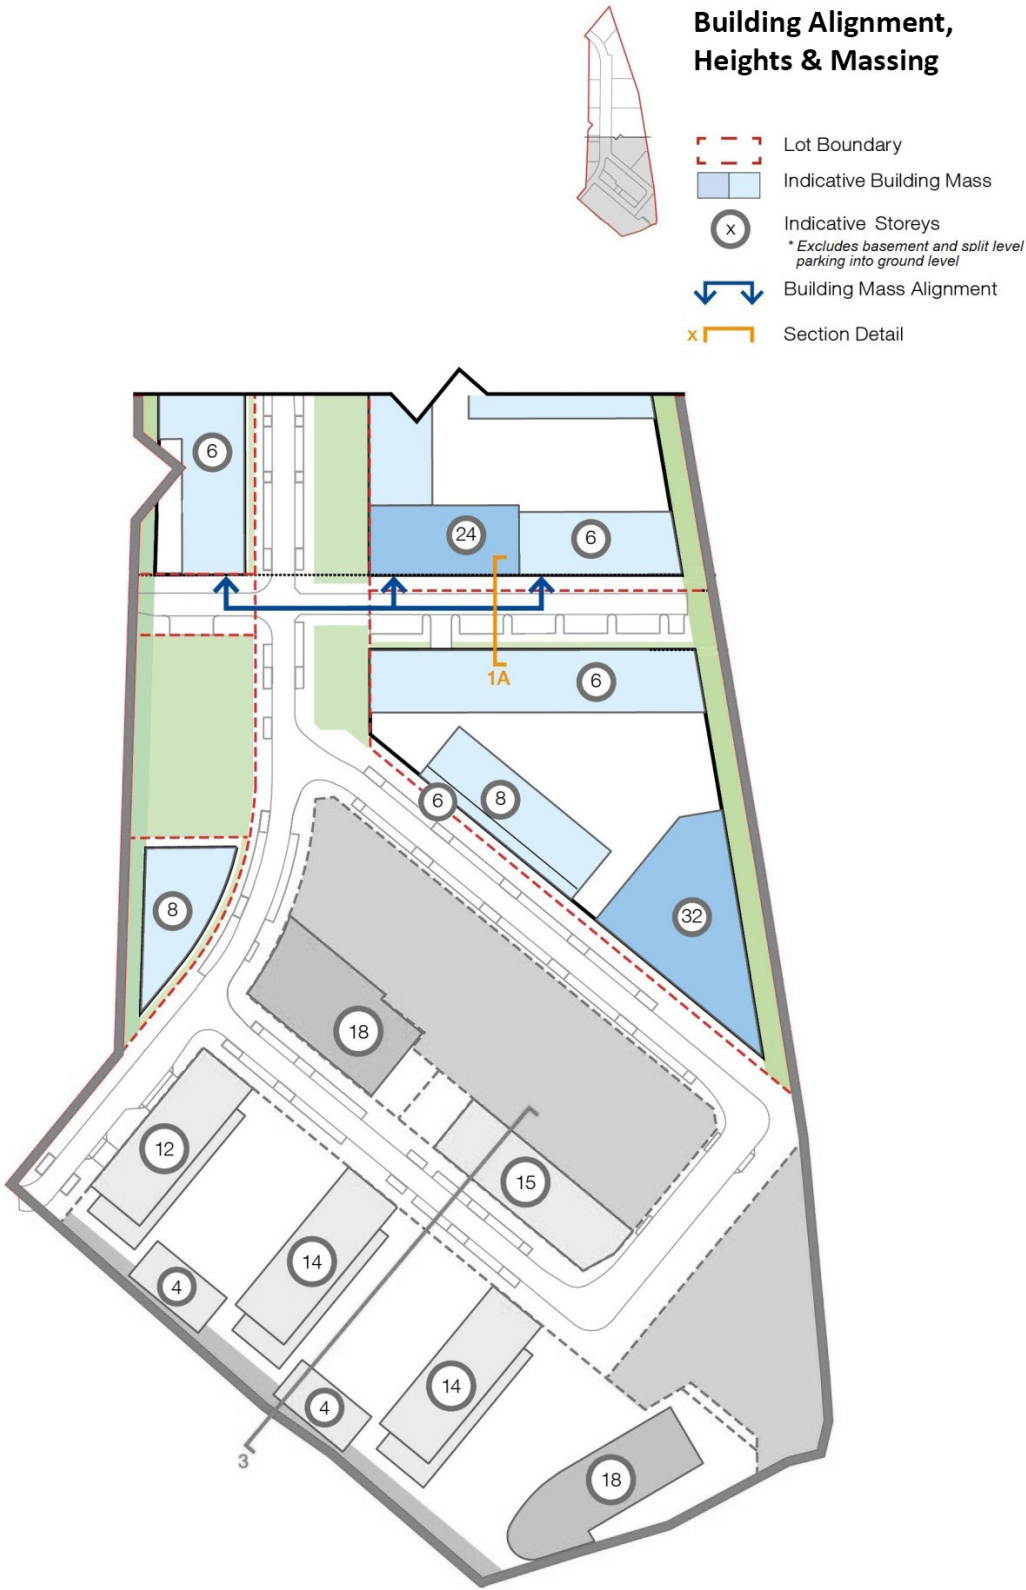 Building Alignment,
Heights & Massing
Lot Boundary
Indicative Building Mass
x
Indicative Storeys
* Excludes basement and split level
parking into ground level
Building Mass Alignment
x
Section Detail
6
24
6
1A
6
6
8
8
32
18
12
15
14
4
14
4
3
18